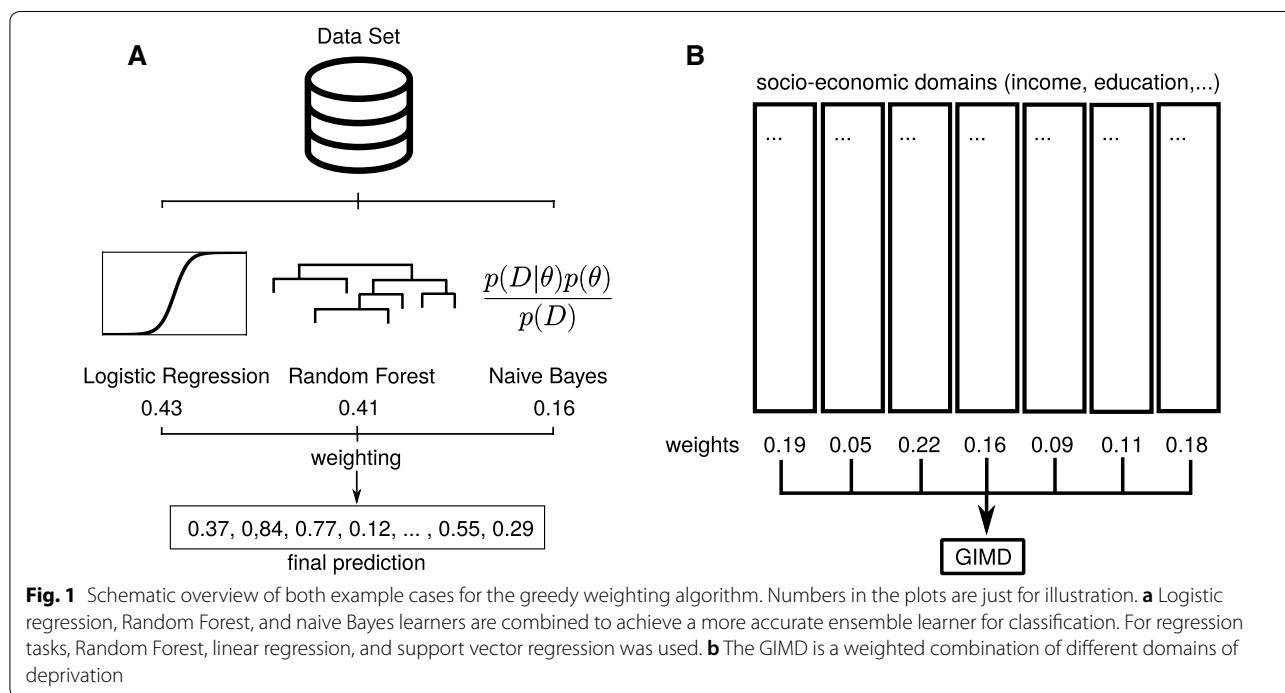 A
Data Set
p(D|θ)p(θ)
p(D)
Logistic Regression Random Forest Naive Bayes
0.43 0.41 0.16
weighting
0.37, 0,84, 0.77, 0.12, ... , 0.55, 0.29
final prediction
B
socio-economic domains (income, education,...)
... ... ... ... ... ... ...
weights 0.19 0.05 0.22 0.16 0.09 0.11 0.18
GIMD
Fig. 1 Schematic overview of both example cases for the greedy weighting algorithm. Numbers in the plots are just for illustration. a Logistic
regression, Random Forest, and naive Bayes learners are combined to achieve a more accurate ensemble learner for classification. For regression
tasks, Random Forest, linear regression, and support vector regression was used. b The GIMD is a weighted combination of different domains of
deprivation